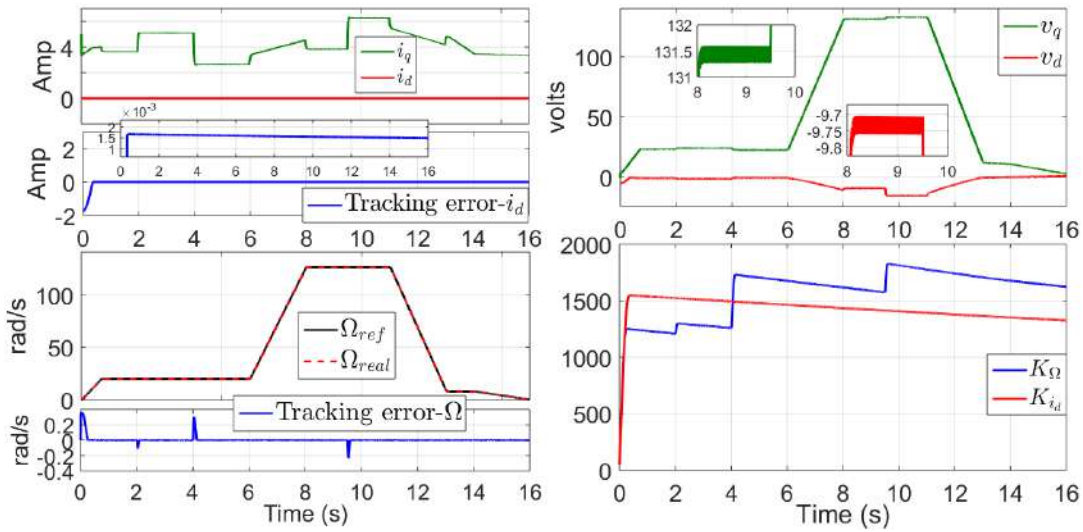 8
4
0
Amp
i_q
i_d
× 10^-3
2
1.5
1
0 2 4 6 8 10 12 14 16
2
0
-2
Amp
Tracking error-i_d
0 2 4 6 8 10 12 14 16
100
50
0
rad/s
Ω_ref
Ω_real
Tracking error-Ω
0.2
0
-0.2
-0.4
rad/s
0 2 4 6 8 10 12 14 16
Time (s)
100
50
0
volts
132
131.5
131
8 9 10
-9.7
-9.75
-9.8
8 9 10
v_q
v_d
0 2 4 6 8 10 12 14 16
2000
1500
1000
500
0
K_Ω
K_{i_d}
0 2 4 6 8 10 12 14 16
Time (s)